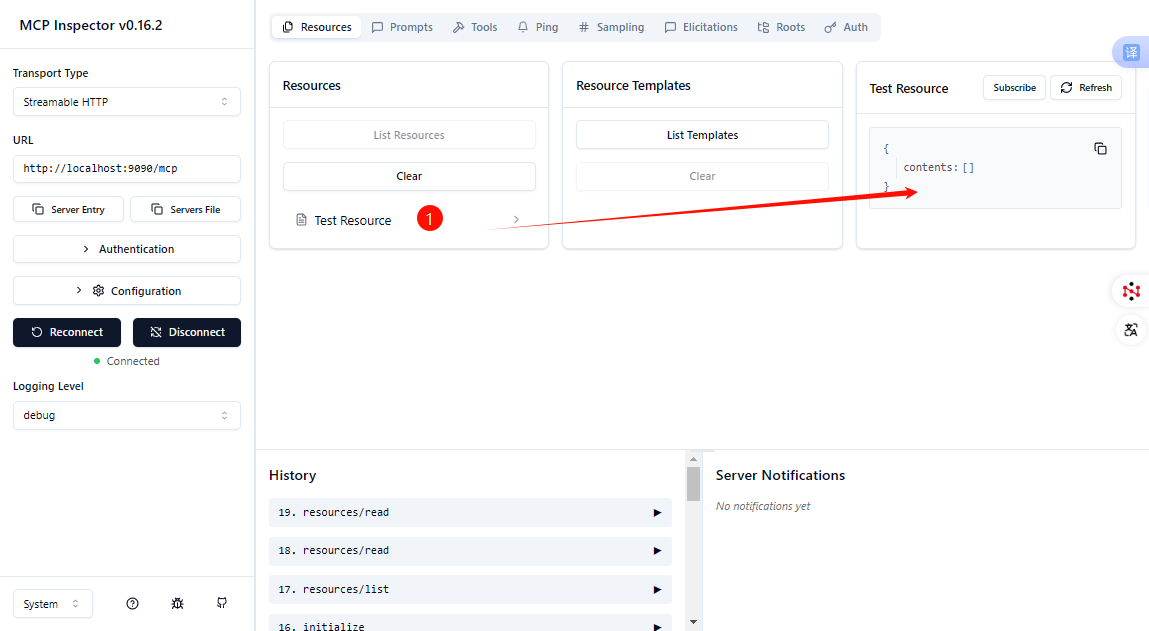 MCP Inspector v0.16.2
Transport Type
Streamable HTTP
URL
http://localhost:9090/mcp
Server Entry
Servers File
Authentication
Configuration
Reconnect
Disconnect
Connected
Logging Level
debug
System
Resources
Prompts
Tools
Ping
Sampling
Elicitations
Roots
Auth
Resources
List Resources
Clear
Test Resource
1
Resource Templates
List Templates
Clear
Test Resource
Subscribe
Refresh
{
contents: []
}
译
History
19. resources/read
18. resources/read
17. resources/list
16. initialize
Server Notifications
No notifications yet